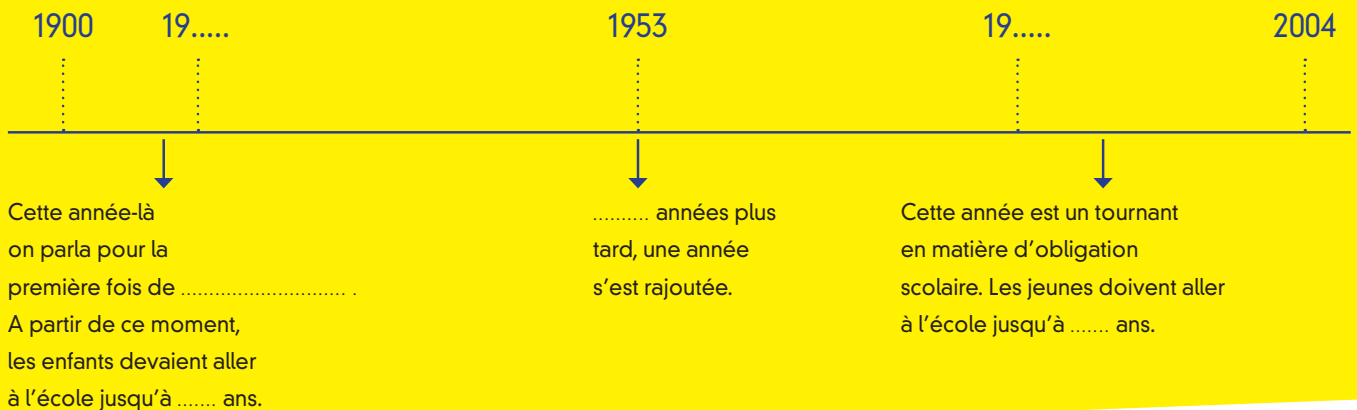 1900 19..... 1953 19..... 2004
Cette année-là
on parla pour la
première fois de ............................ .
A partir de ce moment,
les enfants devaient aller
à l'école jusqu'à ....... ans.
.......... années plus
tard, une année
s'est rajoutée.
Cette année est un tournant
en matière d'obligation
scolaire. Les jeunes doivent aller
à l'école jusqu'à ....... ans.